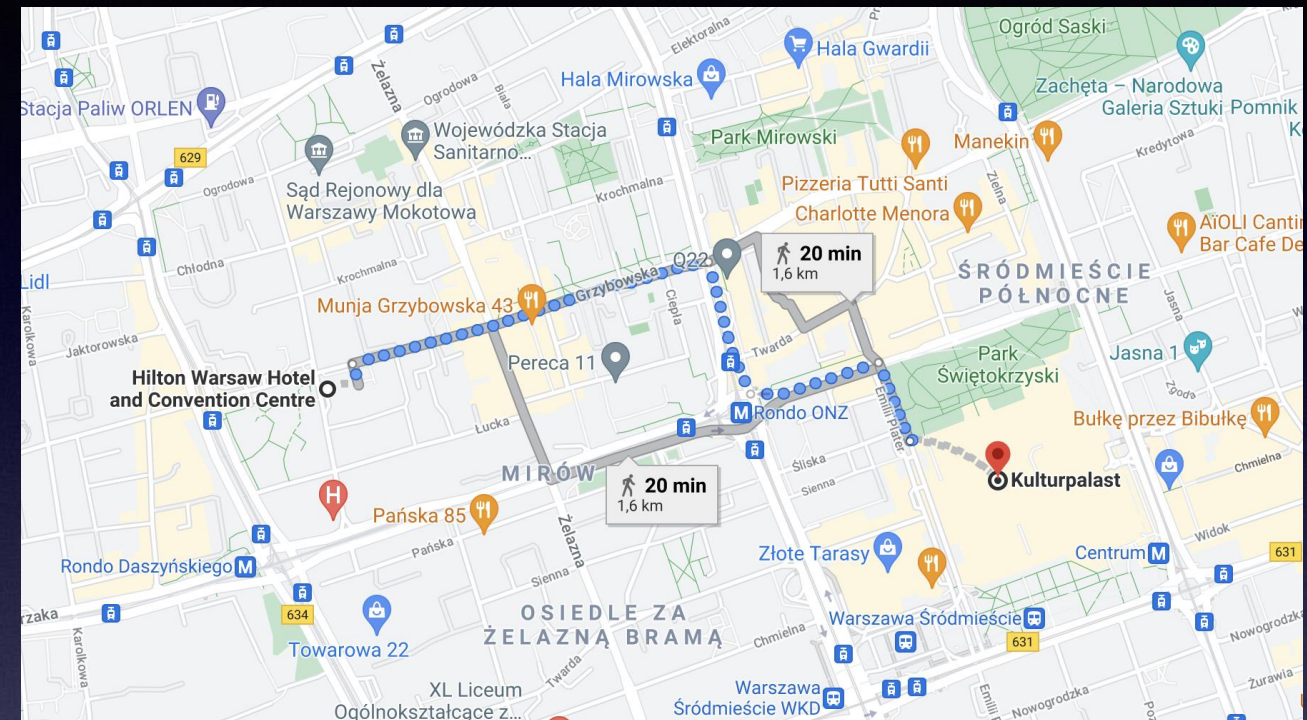 Ogród Saski
Elektoralna
Hala Gwardii
Żelazna
Hala Mirowska
Ogrodowa
Biała
Zachęta – Narodowa
Galeria Sztuki
Pomnik
Stacja Paliw ORLEN
Wojewódzka Stacja
Sanitarno...
Park Mirowski
Manekin
Kredytowa
629
Ogrodowa
Sąd Rejonowy dla
Warszawy Mokotowa
Krochmalna
Pizzeria Tutti Santi
Charlotte Menora
Zielna
AïOLI Cantin
Bar Cafe De
Chłodna
Q22
20 min
1,6 km
Lidl
Krochmalna
Grzybowska
ŚRÓDMIEŚCIE
PÓŁNOCNE
Munja Grzybowska 43
Ciepła
Jasna
Karolkowa
Jaktorowska
Twarda
Pereca 11
Park
Świętokrzyski
Jasna 1
Hilton Warsaw Hotel
and Convention Centre
Zgoda
M Rondo ONZ
Emilii Plater
Bułkę przez Bibułkę
Łucka
Śliska
Sienna
Chmielna
MIRÓW
20 min
1,6 km
Kulturpalast
H
Pańska 85
Żelazna
Widok
Pańska
Złote Tarasy
Centrum M
631
Rondo Daszyńskiego M
Sienna
rzaka
634
OSIEDLE ZA
ŻELAZNĄ BRAMĄ
Warszawa Śródmieście
631
Nowogrodzka
Towarowa 22
Chmielna
Karolkowa
Twarda
XL Liceum
Ogólnokształcące z...
Warszawa
Śródmieście WKD
Emilii
Nowogrodzka
Żurawia